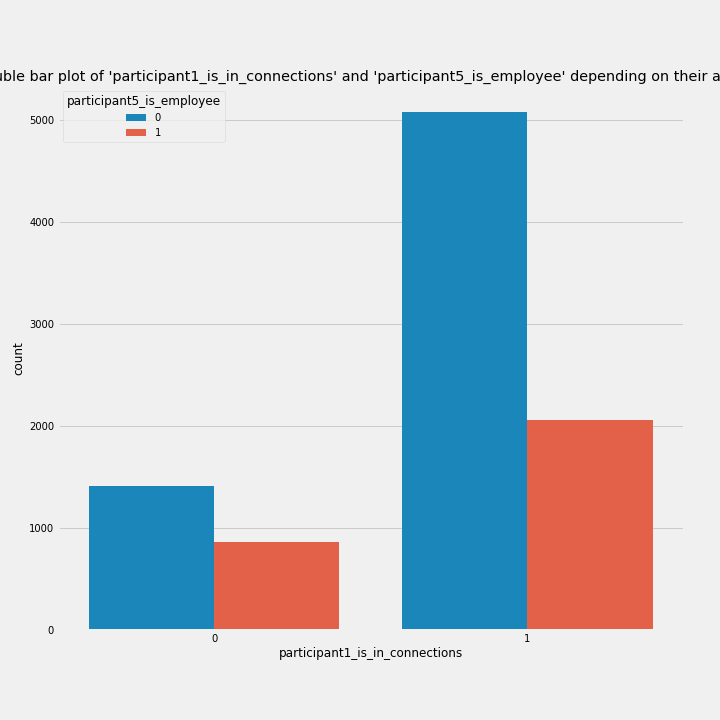 uble bar plot of 'participant1_is_in_connections' and 'participant5_is_employee' depending on their a
participant5_is_employee
0
1
5000
4000
3000
2000
1000
0
count
0 1
participant1_is_in_connections